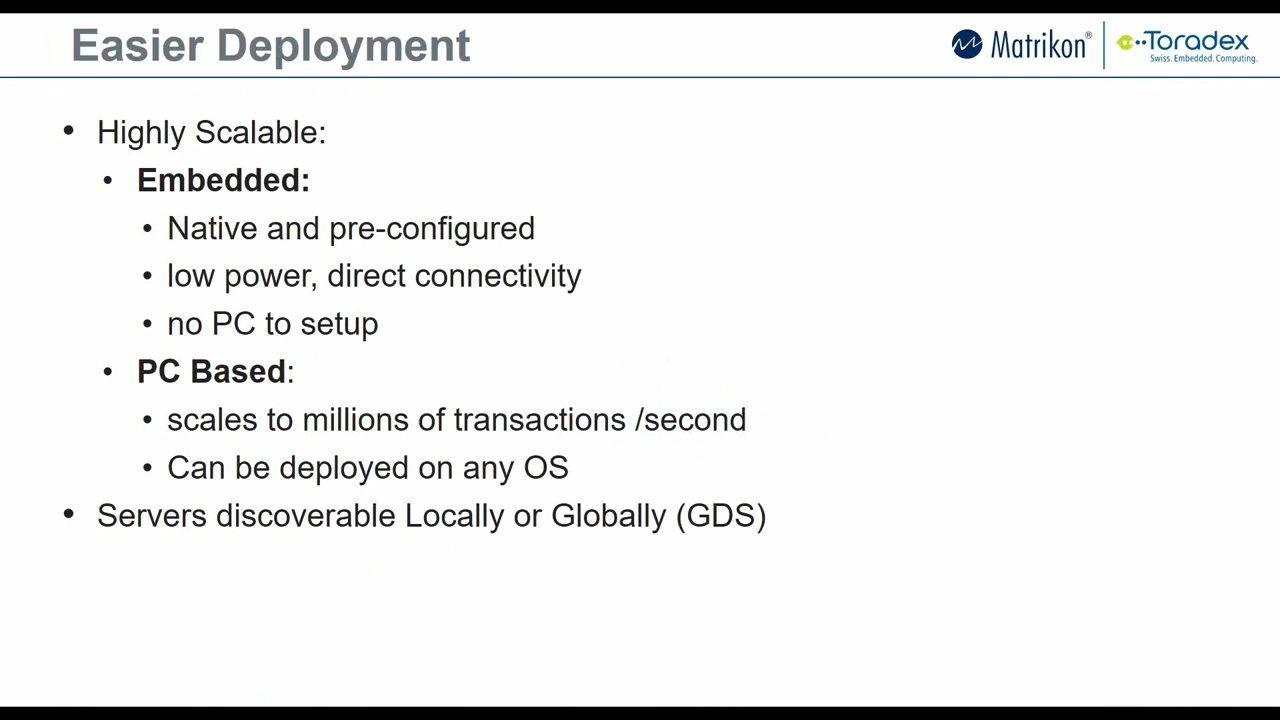 Easier Deployment
Matrikon®
Toradex
Swiss. Embedded. Computing.
• Highly Scalable:
• Embedded:
• Native and pre-configured
• low power, direct connectivity
• no PC to setup
• PC Based:
• scales to millions of transactions /second
• Can be deployed on any OS
• Servers discoverable Locally or Globally (GDS)